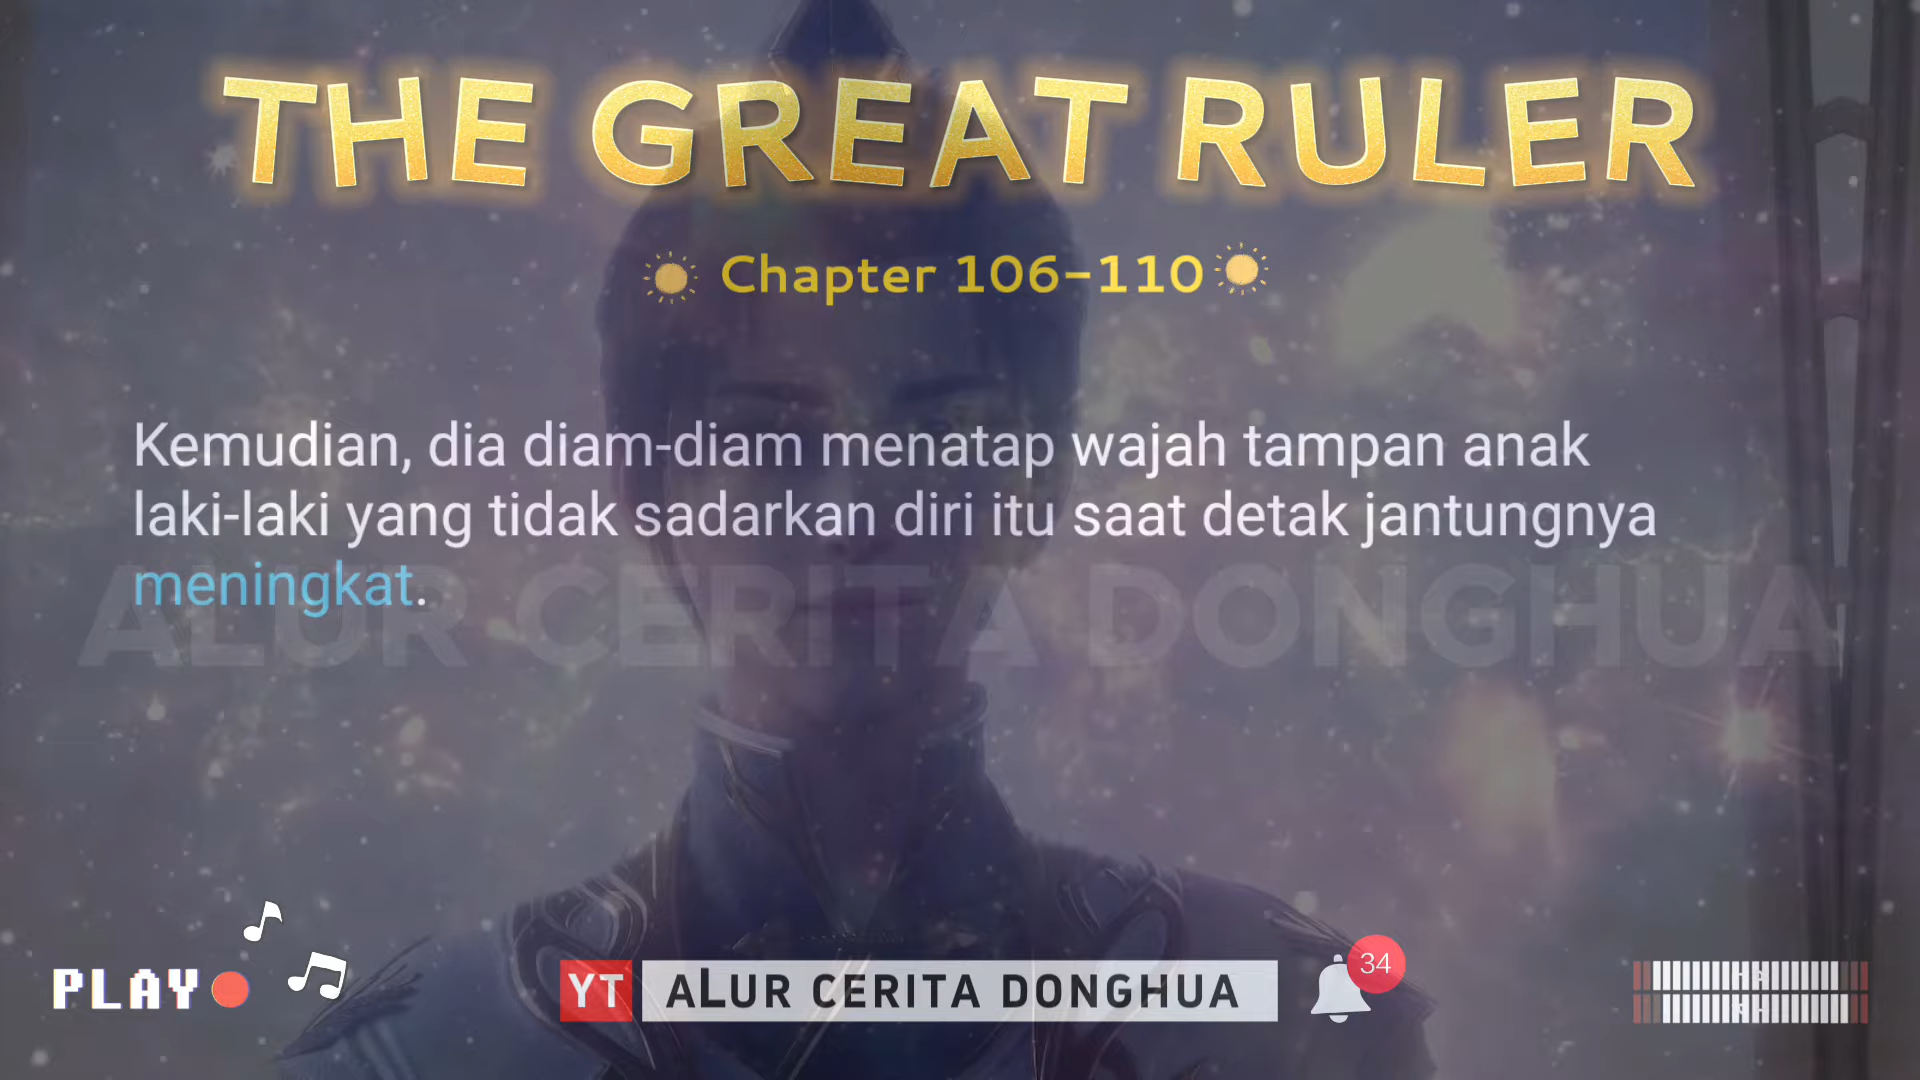 THE GREAT RULER
Chapter 106-110
Kemudian, dia diam-diam menatap wajah tampan anak
laki-laki yang tidak sadarkan diri itu saat detak jantungnya
meningkat.
ALUR CERITA DONGHUA
PLAY
YT ALUR CERITA DONGHUA
34